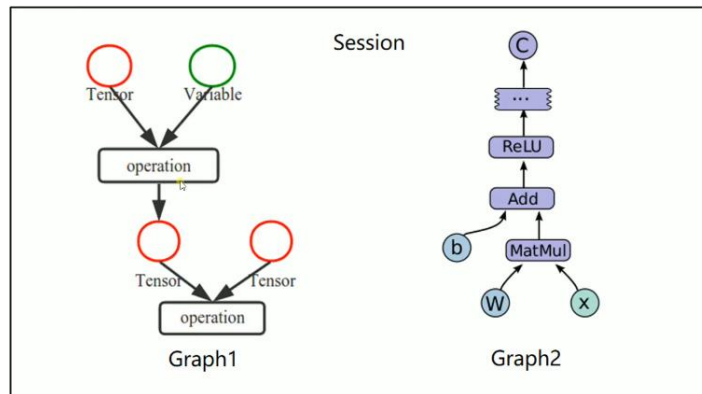 Session
Tensor
Variable
operation
Tensor
Tensor
operation
Graph1
C
...
ReLU
Add
b
MatMul
W
x
Graph2